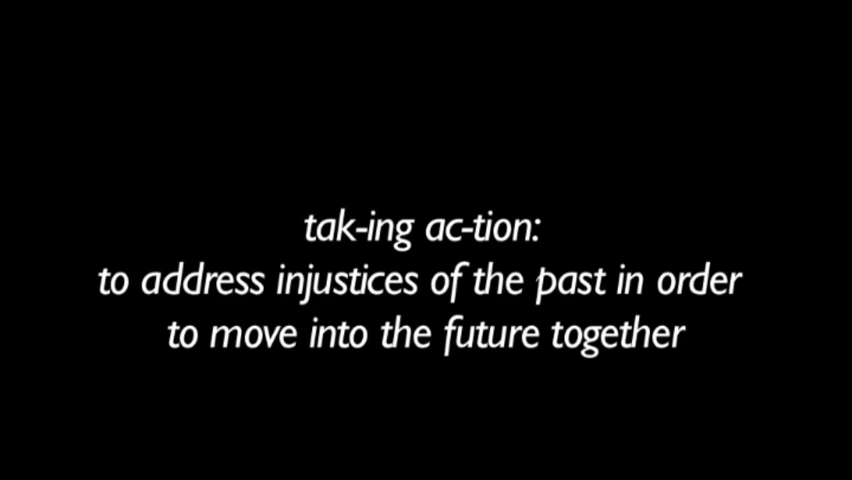 tak-ing ac-tion:
to address injustices of the past in order
to move into the future together